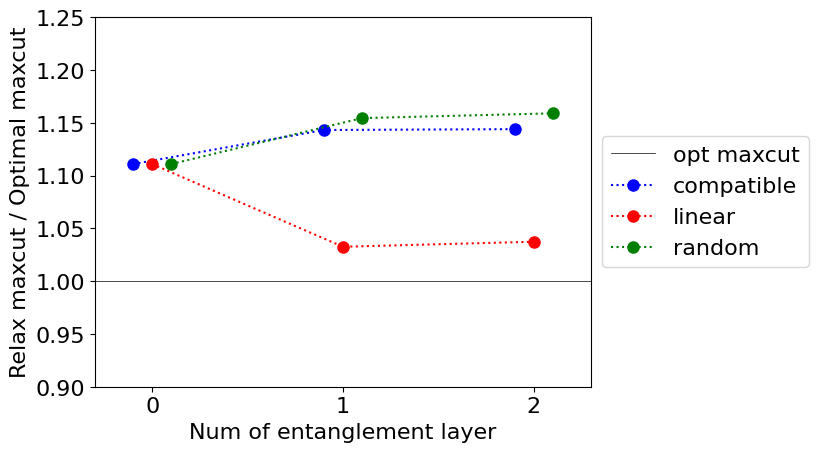 Relax maxcut / Optimal maxcut
1.25
1.20
1.15
1.10
1.05
1.00
0.95
0.90
0
1
2
Num of entanglement layer
opt maxcut
compatible
linear
random